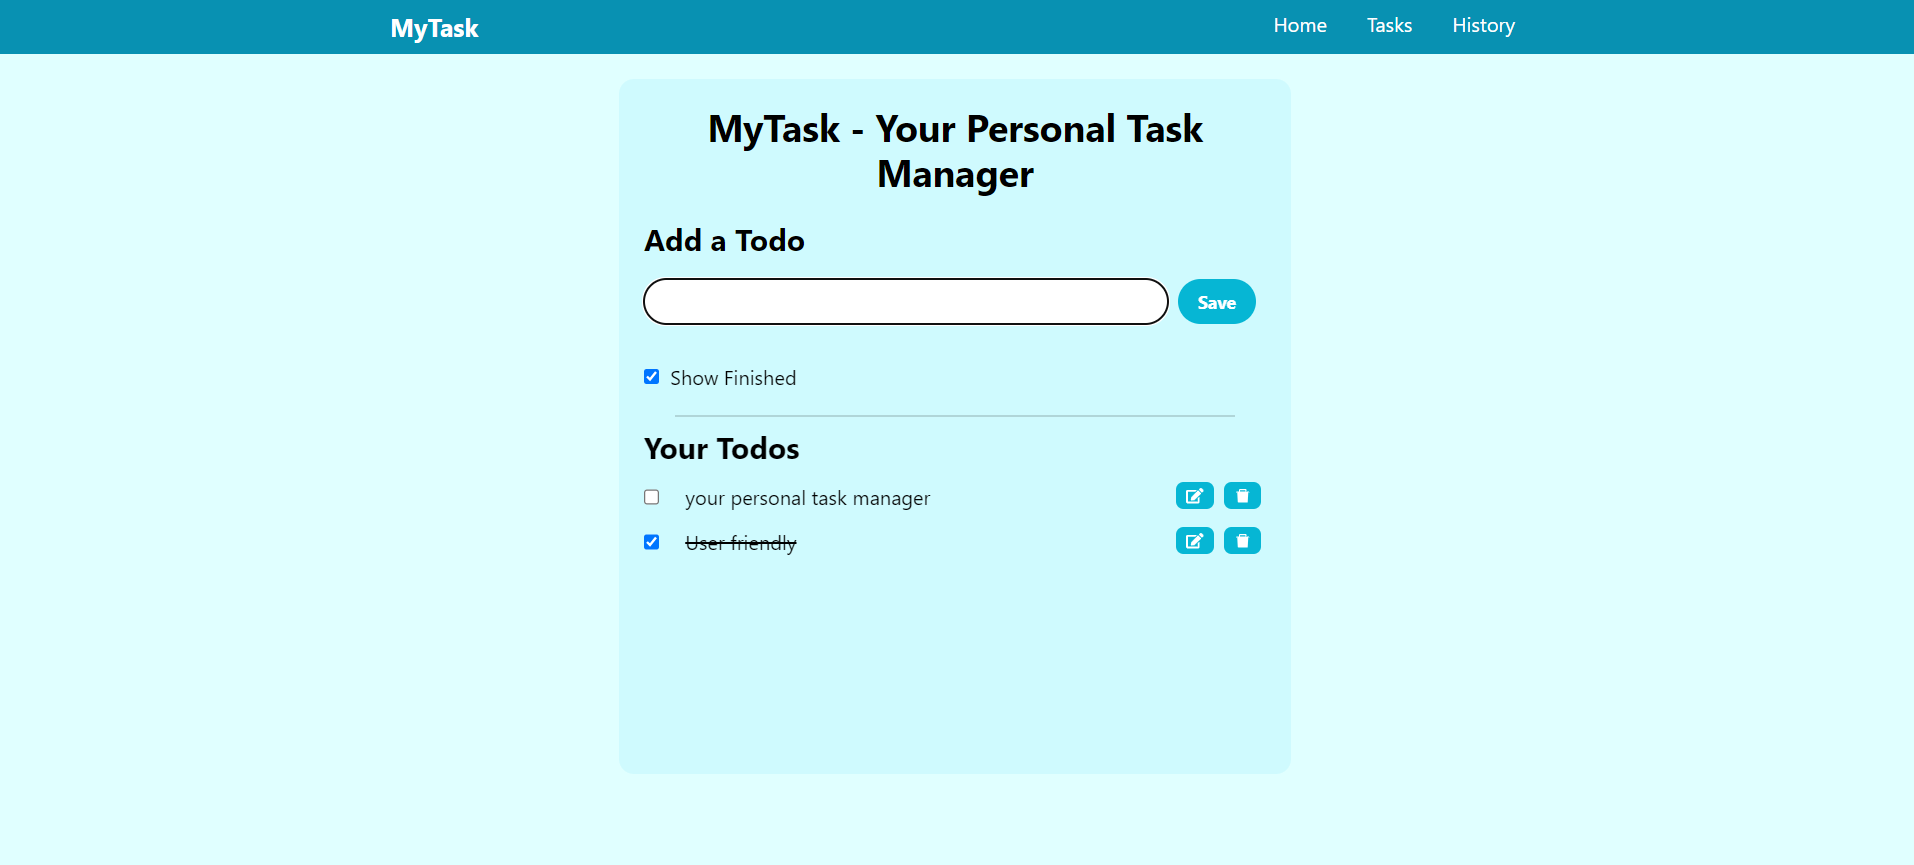 MyTask
Home
Tasks
History
MyTask - Your Personal Task
Manager
Add a Todo
Save
Show Finished
Your Todos
your personal task manager
User friendly